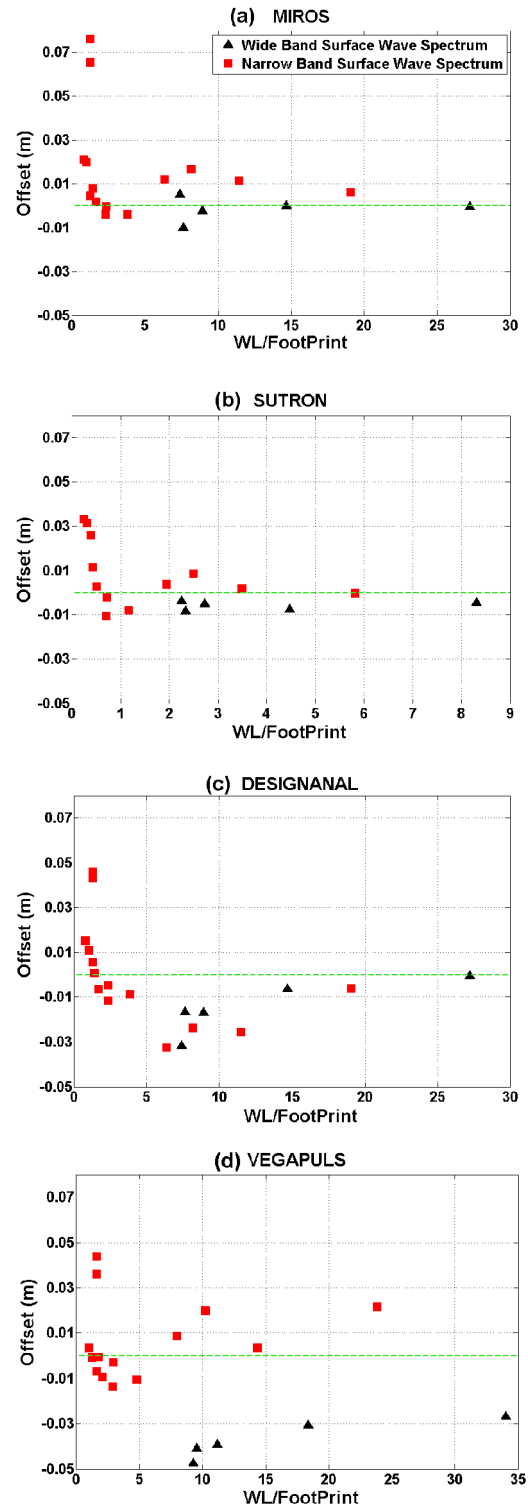 (a) MIROS
Wide Band Surface Wave Spectrum
Narrow Band Surface Wave Spectrum
0.07
0.05
0.03
0.01
-0.01
-0.03
-0.05
Offset (m)
0 5 10 15 20 25 30
WL/FootPrint
(b) SUTRON
0.07
0.05
0.03
0.01
-0.01
-0.03
-0.05
Offset (m)
0 1 2 3 4 5 6 7 8 9
WL/FootPrint
(c) DESIGNANAL
0.07
0.05
0.03
0.01
-0.01
-0.03
-0.05
Offset (m)
0 5 10 15 20 25 30
WL/FootPrint
(d) VEGAPULS
0.07
0.05
0.03
0.01
-0.01
-0.03
-0.05
Offset (m)
0 5 10 15 20 25 30 35
WL/FootPrint